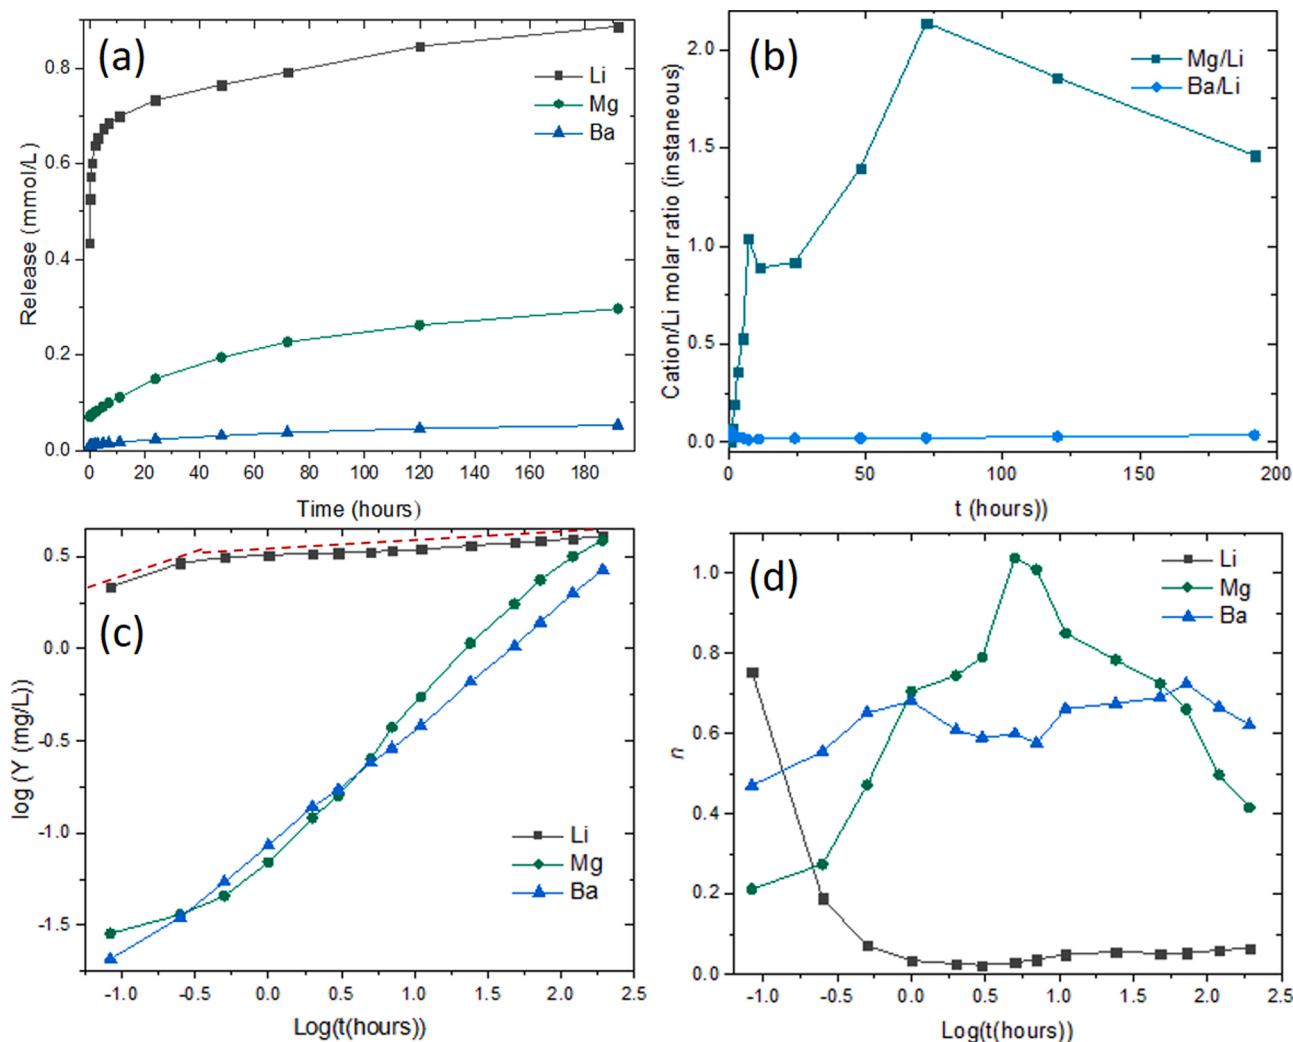 (a)
Li
Mg
Ba
0.8
0.6
0.4
0.2
0.0
0 20 40 60 80 100 120 140 160 180
Release (mmol/L)
Time (hours)
(b)
Mg/Li
Ba/Li
2.0
1.5
1.0
0.5
0.0
0 50 100 150 200
Cation/Li molar ratio (instaneous)
t (hours))
(c)
Li
Mg
Ba
0.5
0.0
-0.5
-1.0
-1.5
-1.0 -0.5 0.0 0.5 1.0 1.5 2.0 2.5
log (Y (mg/L))
Log(t(hours))
(d)
Li
Mg
Ba
1.0
0.8
0.6
0.4
0.2
0.0
-1.0 -0.5 0.0 0.5 1.0 1.5 2.0 2.5
n
Log(t(hours))